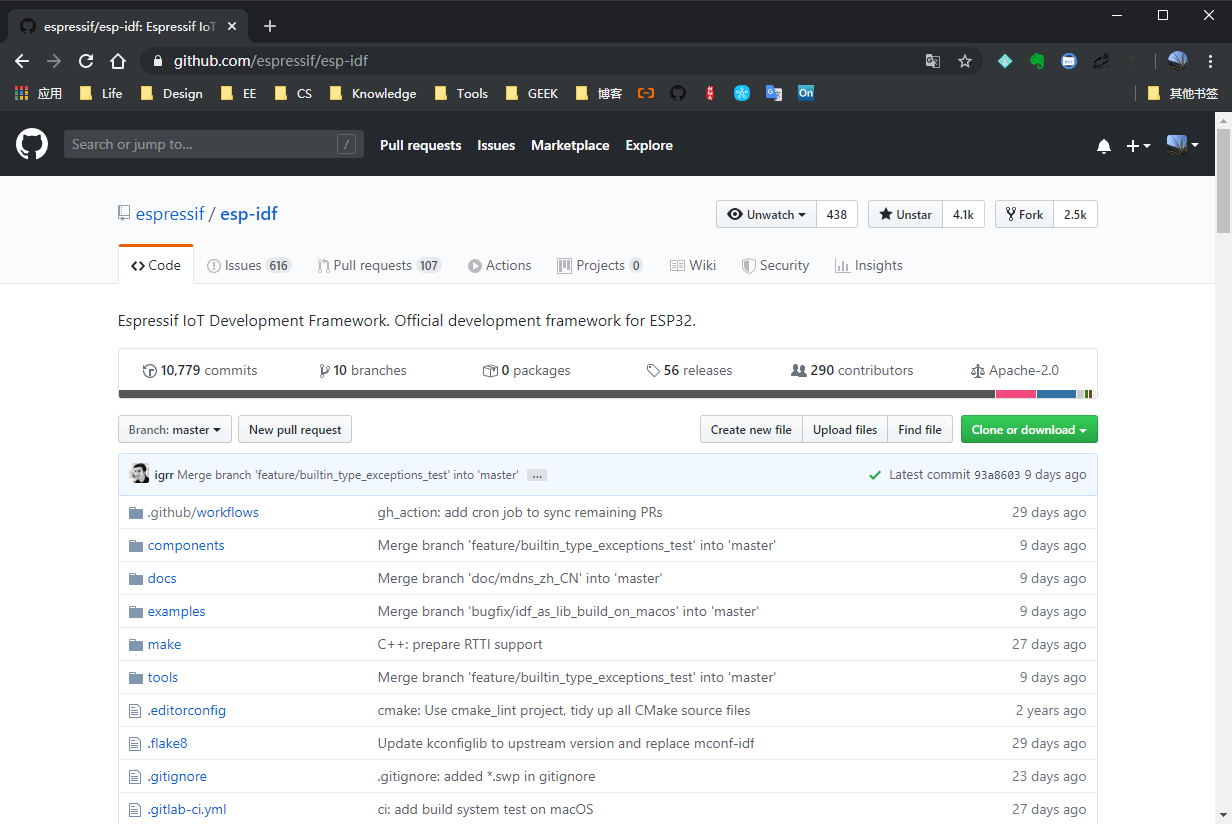 espressif/esp-idf: Espressif IoT
github.com/espressif/esp-idf
应用 Life Design EE CS Knowledge Tools GEEK 博客 On 其他书签
Search or jump to... / Pull requests Issues Marketplace Explore
espressif / esp-idf Unwatch 438 Unstar 4.1k Fork 2.5k
Code Issues 616 Pull requests 107 Actions Projects 0 Wiki Security Insights
Espressif IoT Development Framework. Official development framework for ESP32.
10,779 commits 10 branches 0 packages 56 releases 290 contributors Apache-2.0
Branch: master New pull request Create new file Upload files Find file Clone or download
igrr Merge branch 'feature/builtin_type_exceptions_test' into 'master' ... Latest commit 93a8603 9 days ago
.github/workflows gh_action: add cron job to sync remaining PRs 29 days ago
components Merge branch 'feature/builtin_type_exceptions_test' into 'master' 9 days ago
docs Merge branch 'doc/mdns_zh_CN' into 'master' 9 days ago
examples Merge branch 'bugfix/idf_as_lib_build_on_macos' into 'master' 9 days ago
make C++: prepare RTTI support 27 days ago
tools Merge branch 'feature/builtin_type_exceptions_test' into 'master' 9 days ago
.editorconfig cmake: Use cmake_lint project, tidy up all CMake source files 2 years ago
.flake8 Update kconfiglib to upstream version and replace mconf-idf 29 days ago
.gitignore .gitignore: added *.swp in gitignore 23 days ago
.gitlab-ci.yml ci: add build system test on macOS 27 days ago